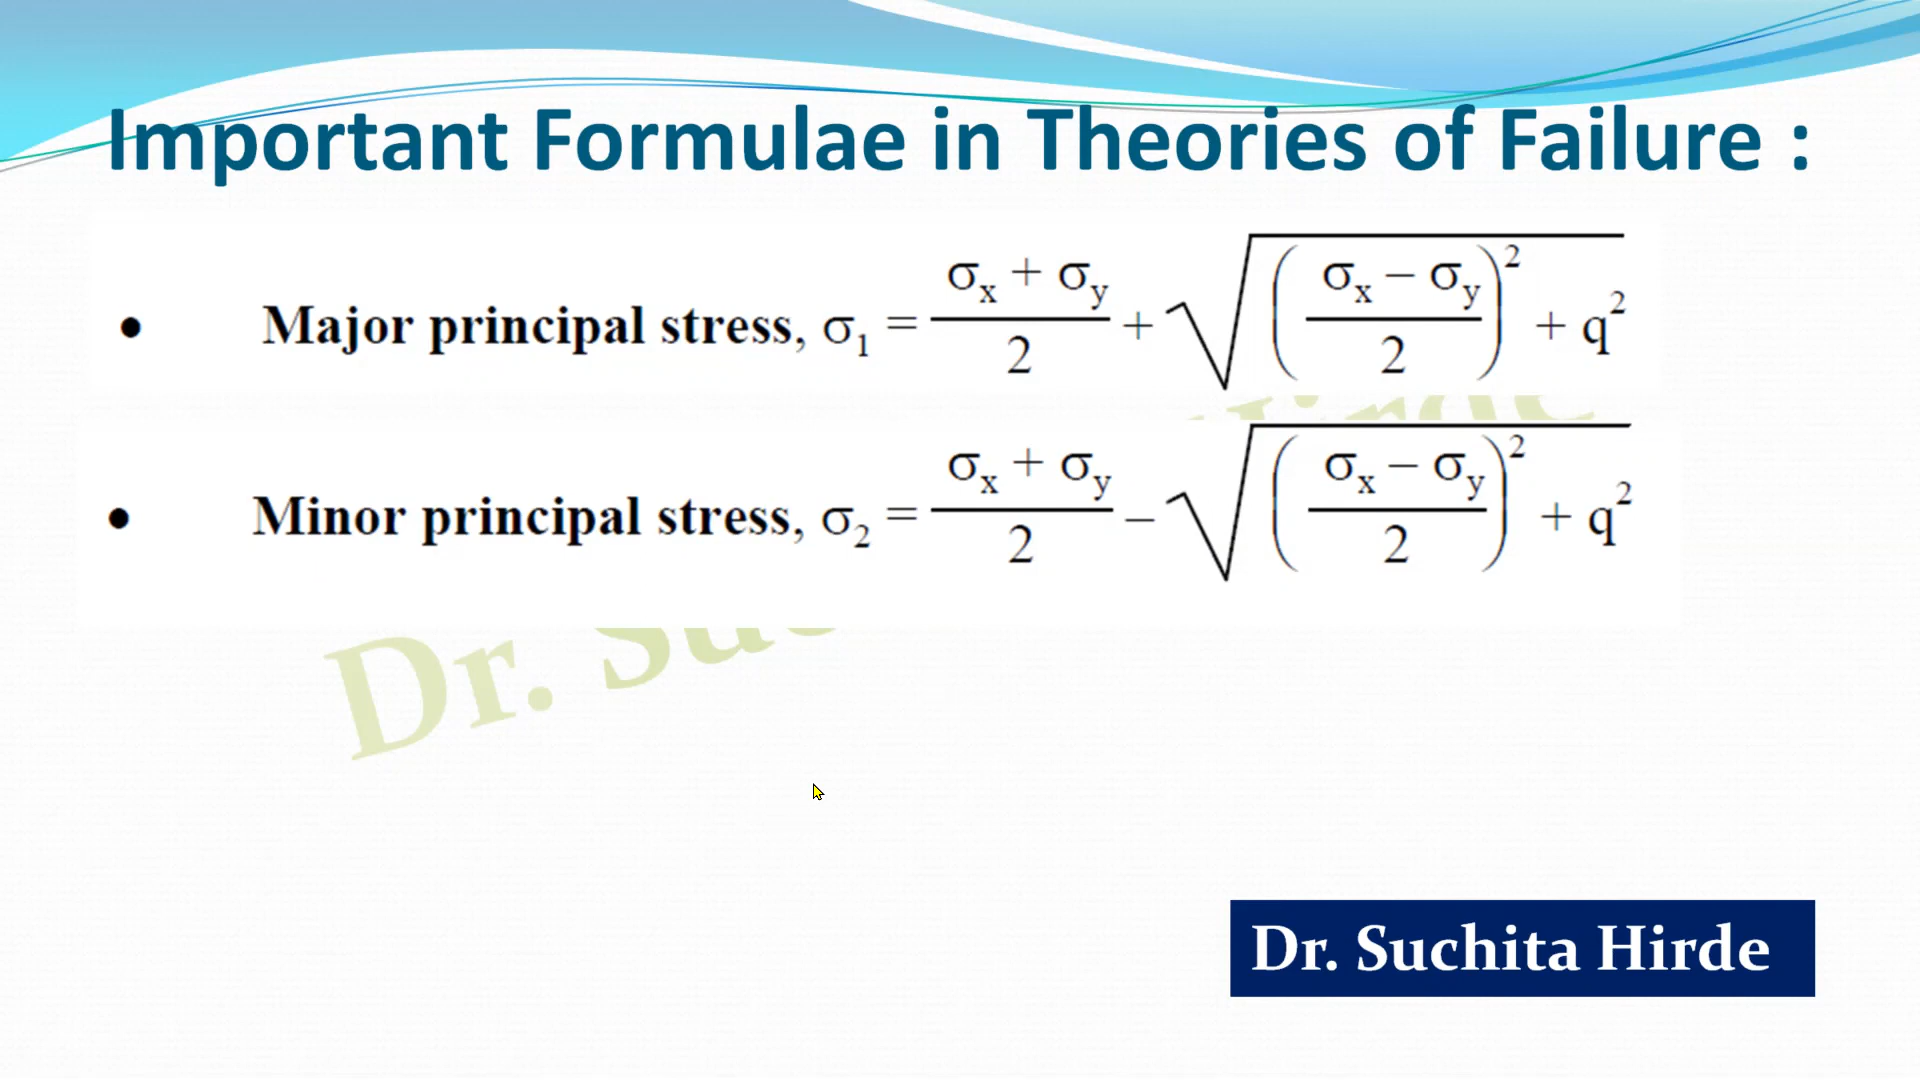 Important Formulae in Theories of Failure :
• Major principal stress, σ₁ = (σₓ + σᵧ)/2 + √(((σₓ − σᵧ)/2)² + q²)
• Minor principal stress, σ₂ = (σₓ + σᵧ)/2 − √(((σₓ − σᵧ)/2)² + q²)
Dr. Suchita Hirde